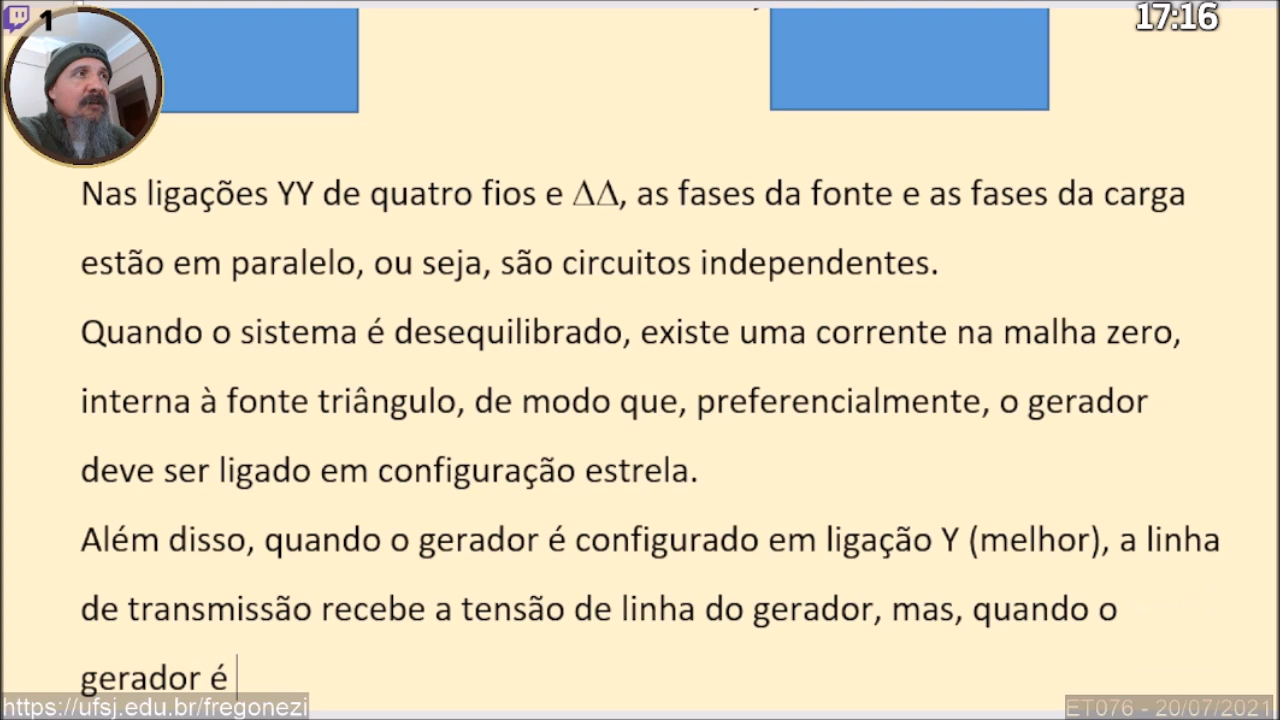 1
17:16
Nas ligações YY de quatro fios e ΔΔ, as fases da fonte e as fases da carga
estão em paralelo, ou seja, são circuitos independentes.
Quando o sistema é desequilibrado, existe uma corrente na malha zero,
interna à fonte triângulo, de modo que, preferencialmente, o gerador
deve ser ligado em configuração estrela.
Além disso, quando o gerador é configurado em ligação Y (melhor), a linha
de transmissão recebe a tensão de linha do gerador, mas, quando o
gerador é
https://ufsj.edu.br/fregonezi
ET076 - 20/07/2021